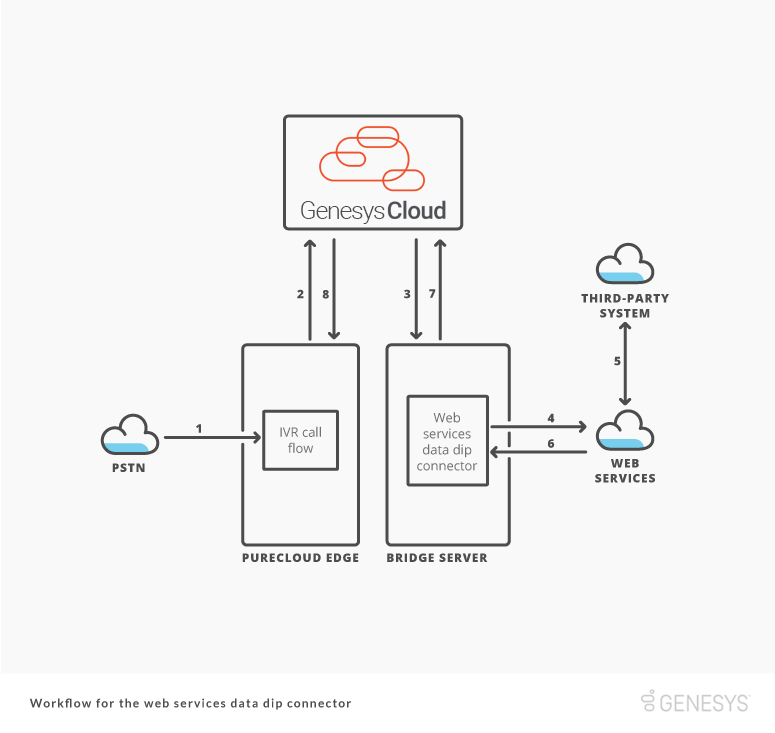 Genesys Cloud
2 8 3 7
THIRD-PARTY
SYSTEM
5
1
PSTN
IVR call
flow
Web
services
data dip
connector
4
6
WEB
SERVICES
PURECLOUD EDGE
BRIDGE SERVER
Workflow for the web services data dip connector
GENESYS